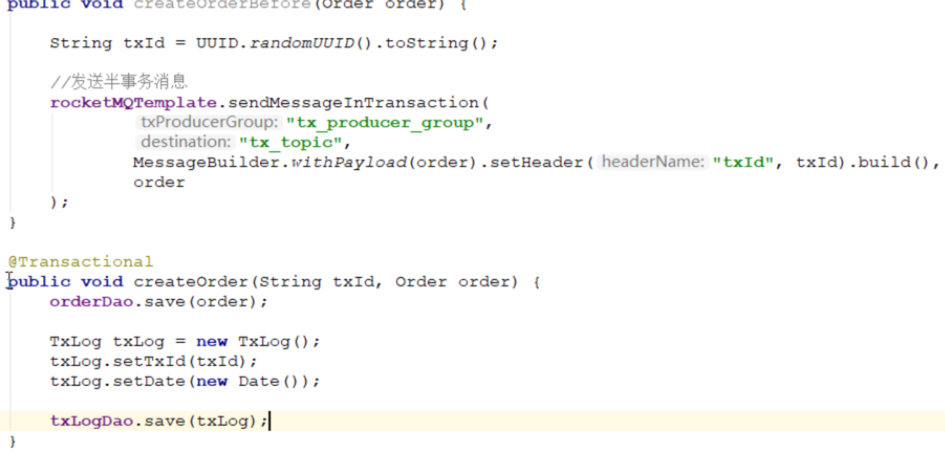 public void createOrderBefore(Order order) {
String txId = UUID.randomUUID().toString();
//发送半事务消息
rocketMQTemplate.sendMessageInTransaction(
txProducerGroup: "tx_producer_group",
destination: "tx_topic",
MessageBuilder.withPayload(order).setHeader( headerName: "txId", txId).build(),
order
);
}
@Transactional
public void createOrder(String txId, Order order) {
orderDao.save(order);
TxLog txLog = new TxLog();
txLog.setTxId(txId);
txLog.setDate(new Date());
txLogDao.save(txLog);
}